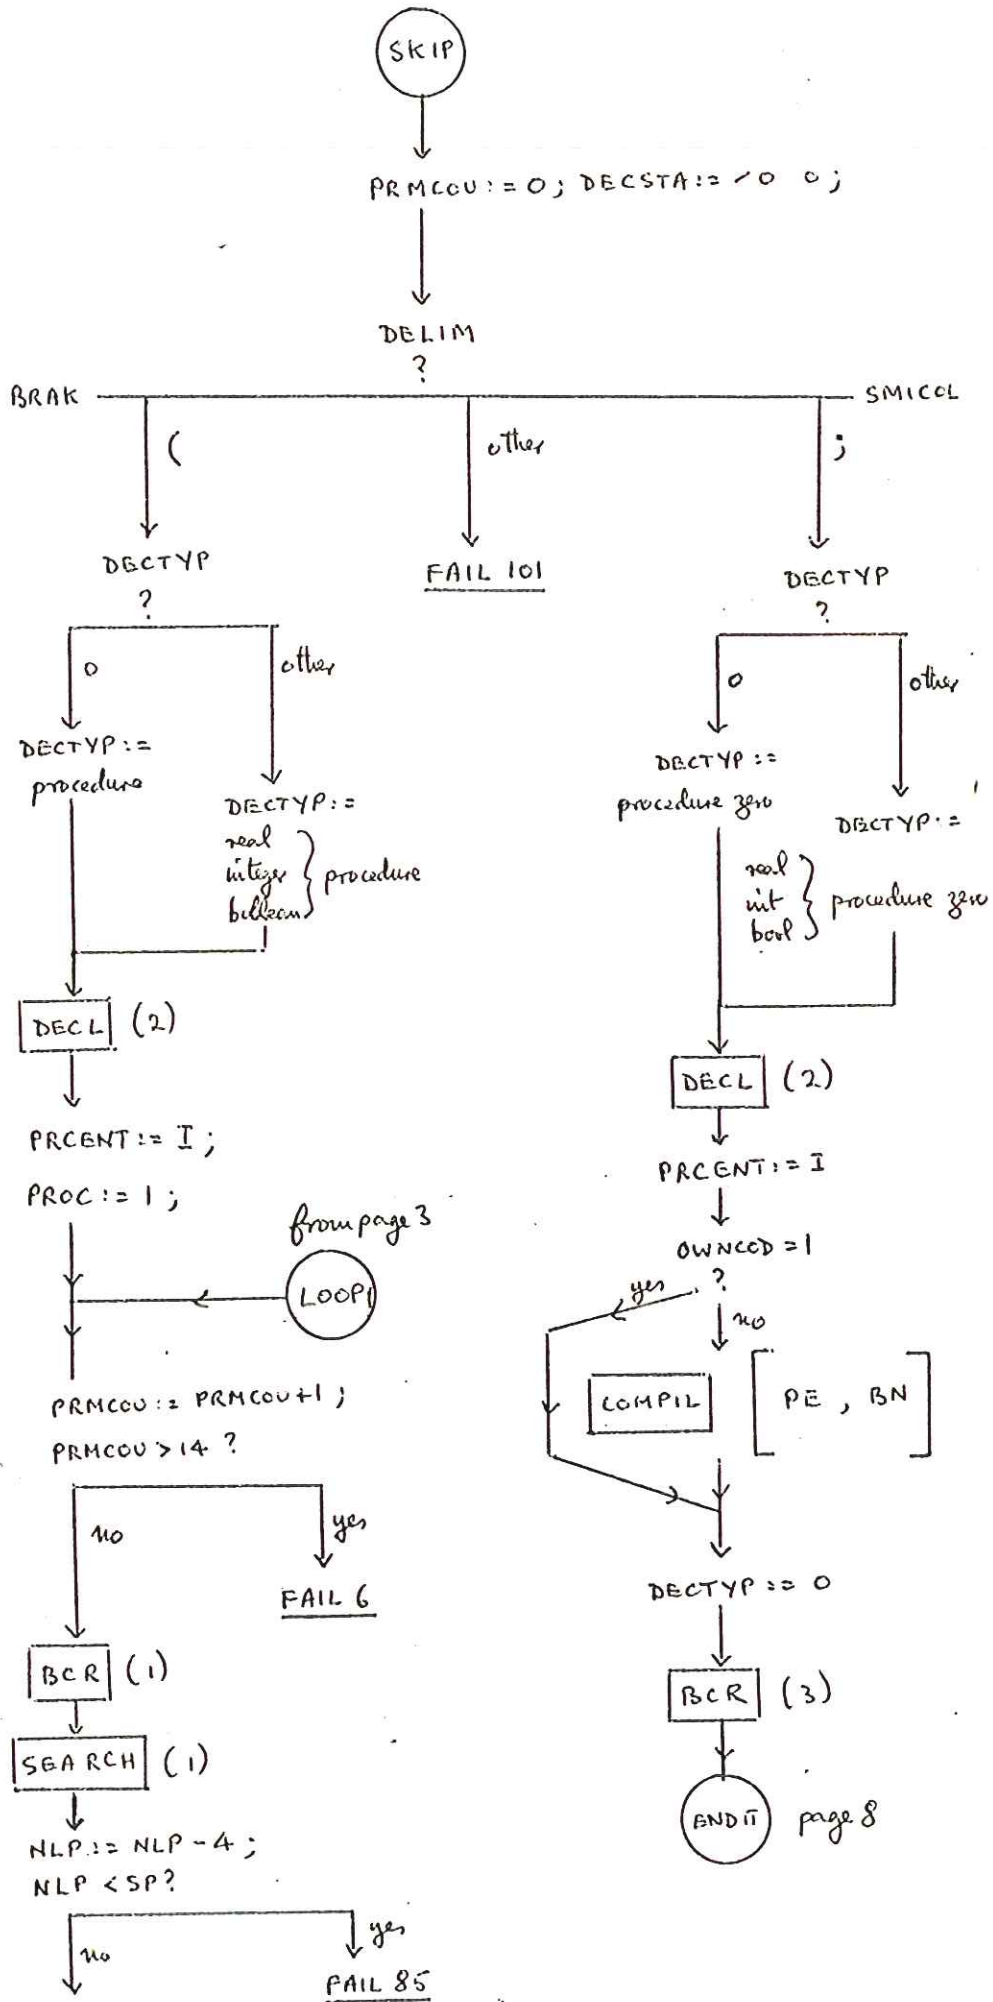 SKIP
PRMCOU := 0; DECSTA := /0 0;
DELIM
?
BRAK
SMICOL
(
other
;
DECTYP
?
FAIL 101
DECTYP
?
0
other
0
other
DECTYP :=
procedure
DECTYP :=
real
integer
boolean
} procedure
DECTYP :=
procedure zero
DECTYP :=
real
int
bool
} procedure zero
DECL (2)
PRCENT := I;
PROC := 1;
from page 3
LOOP1
PRMCOU := PRMCOU+1;
PRMCOU > 14 ?
no
yes
FAIL 6
BCR (1)
SEARCH (1)
NLP := NLP - 4;
NLP < SP?
no
yes
FAIL 85
DECL (2)
PRCENT := I
OWNCOD = 1
?
yes
no
COMPIL
[ PE , BN ]
DECTYP := 0
BCR (3)
page 8